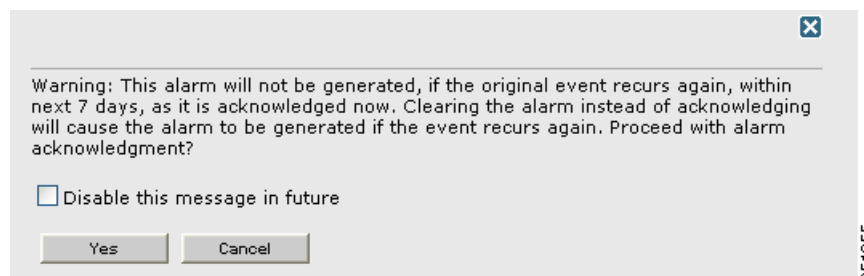 Warning: This alarm will not be generated, if the original event recurs again, within
next 7 days, as it is acknowledged now. Clearing the alarm instead of acknowledging
will cause the alarm to be generated if the event recurs again. Proceed with alarm
acknowledgment?
Disable this message in future
Yes
Cancel